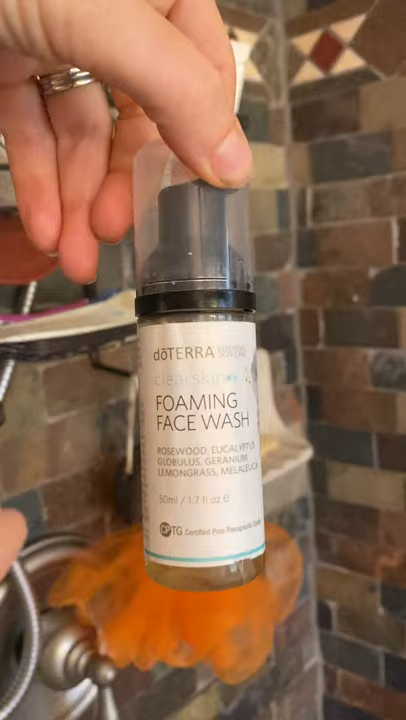 dōTERRA ESSENTIAL SKIN CARE
clearskin
FOAMING
FACE WASH
ROSEWOOD, EUCALYPTUS
GLOBULUS, GERANIUM,
LEMONGRASS, MELALEUCA
50ml / 1.7 fl oz ℮
CPTG Certified Pure Therapeutic Grade